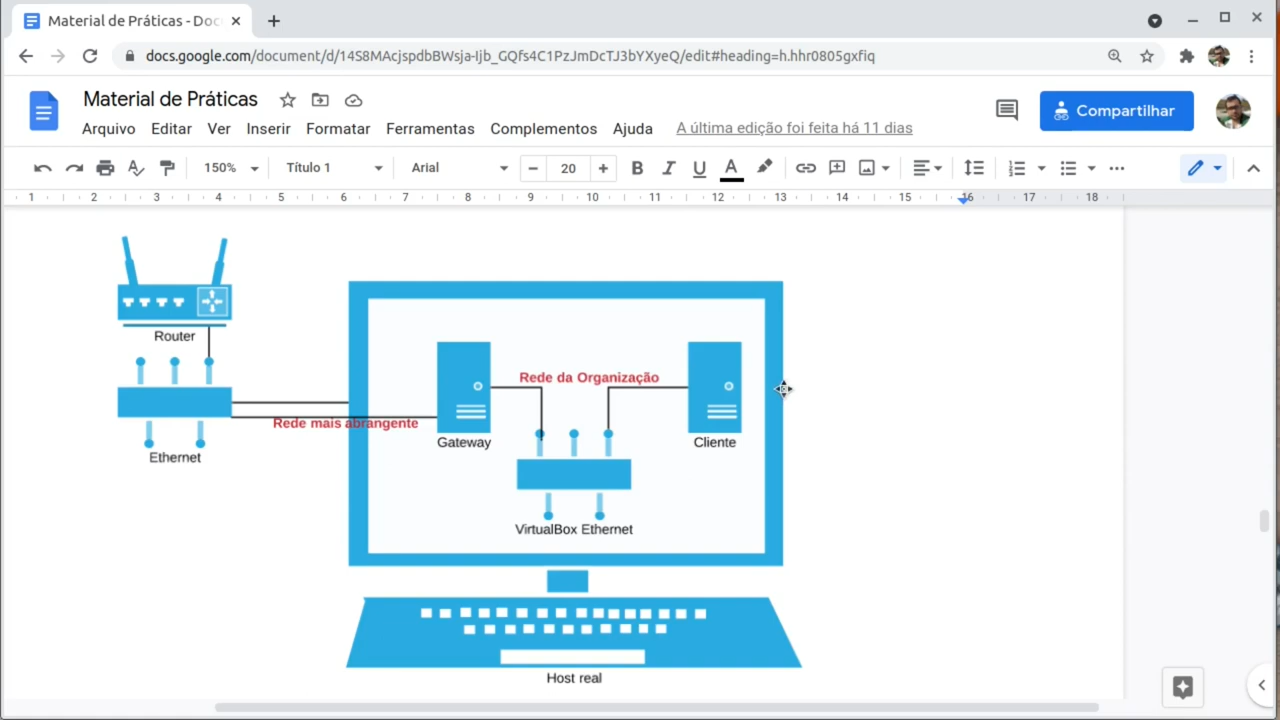 Material de Práticas - Doc
docs.google.com/document/d/14S8MAcjspdbBWsja-Ijb_GQfs4C1PzJmDcTJ3bYXyeQ/edit#heading=h.hhr0805gxfiq
Material de Práticas
Compartilhar
Arquivo Editar Ver Inserir Formatar Ferramentas Complementos Ajuda A última edição foi feita há 11 dias
150% Título 1 Arial 20 B I U A
1 2 3 4 5 6 7 8 9 10 11 12 13 14 15 16 17 18
Router
Rede da Organização
Rede mais abrangente
Gateway
Cliente
Ethernet
VirtualBox Ethernet
Host real